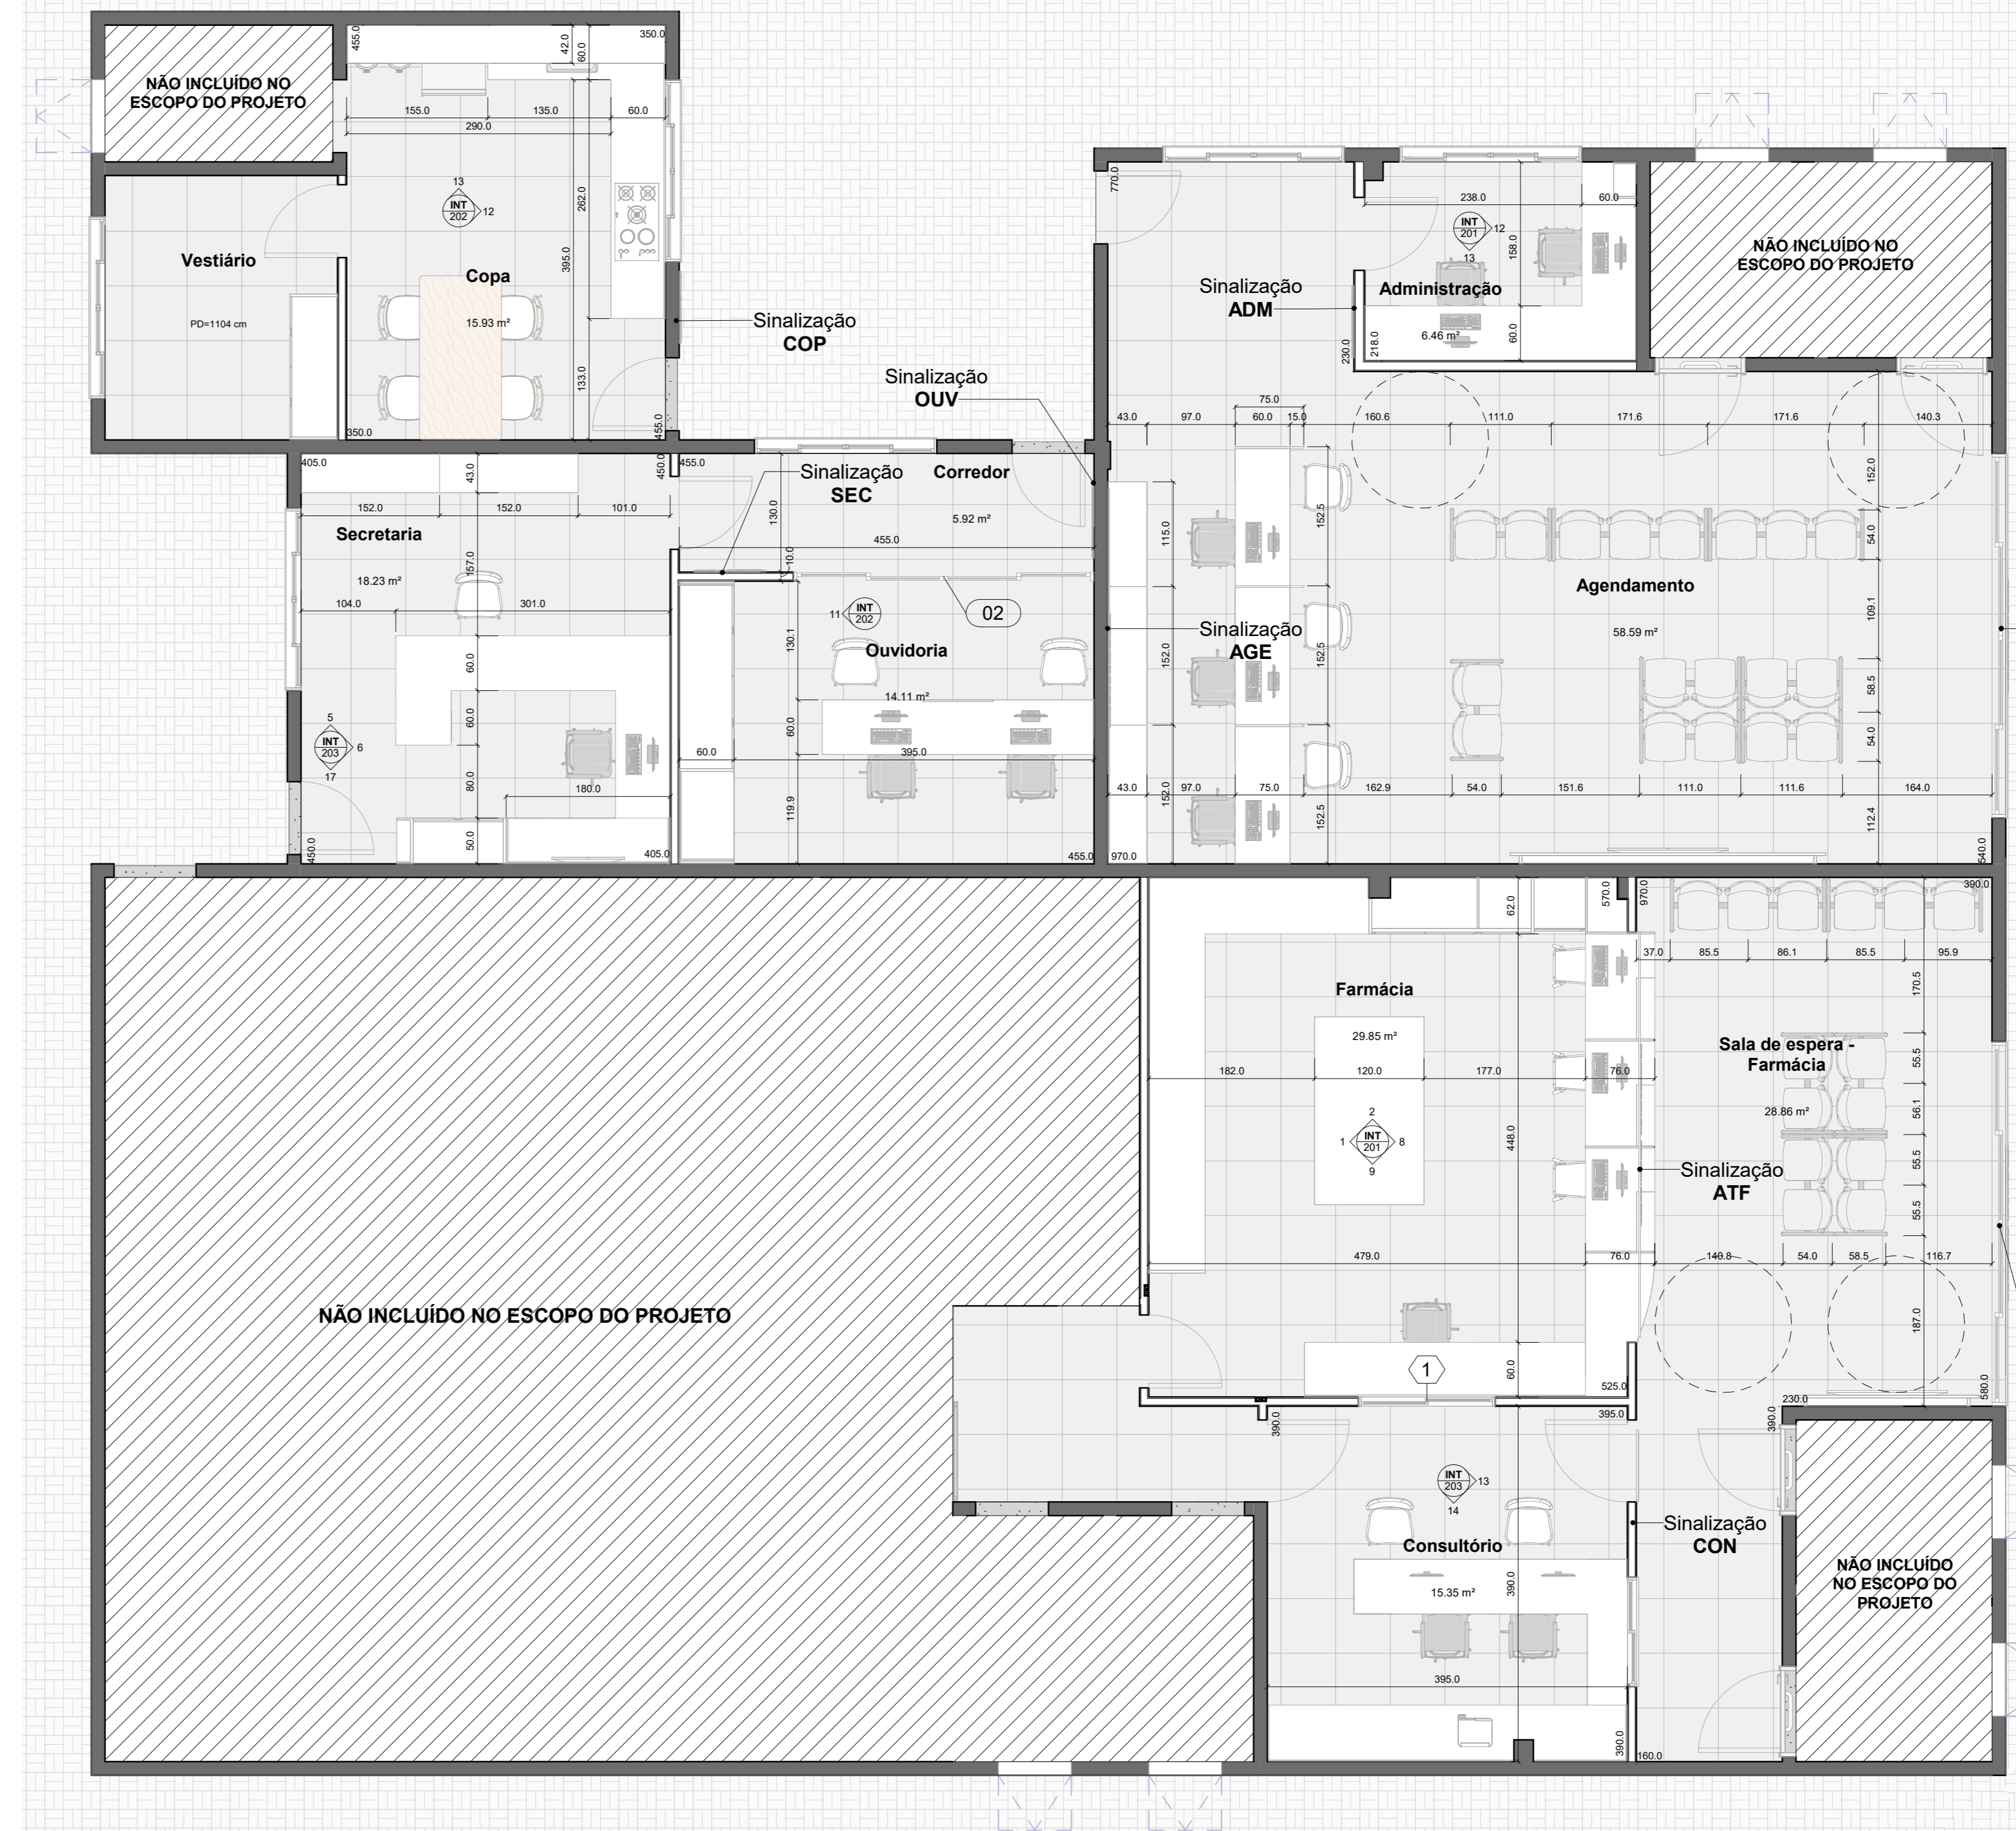 NÃO INCLUÍDO NO
ESCOPO DO PROJETO
455.0
42.0
60.0
350.0
155.0
135.0
60.0
290.0
13
INT
202
12
262.0
395.0
Vestiário
PD=1104 cm
Copa
15.93 m²
133.0
350.0
455.0
Sinalização
COP
Sinalização
OUV
770.0
238.0
60.0
INT
201
12
13
158.0
Sinalização
ADM
Administração
6.46 m²
60.0
218.0
230.0
NÃO INCLUÍDO NO
ESCOPO DO PROJETO
75.0
43.0
97.0
60.0
15.0
160.6
111.0
171.6
171.6
140.3
405.0
43.0
450.0
455.0
Sinalização
SEC
Corredor
5.92 m²
130.0
152.0
152.0
101.0
Secretaria
157.0
18.23 m²
455.0
10.0
104.0
301.0
11
INT
202
02
130.1
Ouvidoria
14.11 m²
60.0
60.0
60.0
5
INT
203
6
17
60.0
395.0
80.0
180.0
119.9
50.0
450.0
405.0
455.0
115.0
152.0
152.0
152.5
152.5
152.5
Sinalização
AGE
152.0
54.0
109.1
58.5
54.0
112.4
Agendamento
58.59 m²
43.0
97.0
75.0
162.9
54.0
151.6
111.0
111.6
164.0
970.0
540.0
NÃO INCLUÍDO NO ESCOPO DO PROJETO
62.0
570.0
970.0
390.0
37.0
85.5
86.1
85.5
95.9
Farmácia
29.85 m²
170.5
Sala de espera -
Farmácia
28.86 m²
55.5
56.1
55.5
55.5
182.0
120.0
177.0
76.0
2
1
INT
201
8
9
448.0
Sinalização
ATF
479.0
76.0
140.8
54.0
58.5
116.7
187.0
1
60.0
525.0
580.0
230.0
390.0
395.0
390.0
INT
203
13
14
Sinalização
CON
Consultório
15.35 m²
390.0
395.0
390.0
160.0
NÃO INCLUÍDO
NO ESCOPO DO
PROJETO